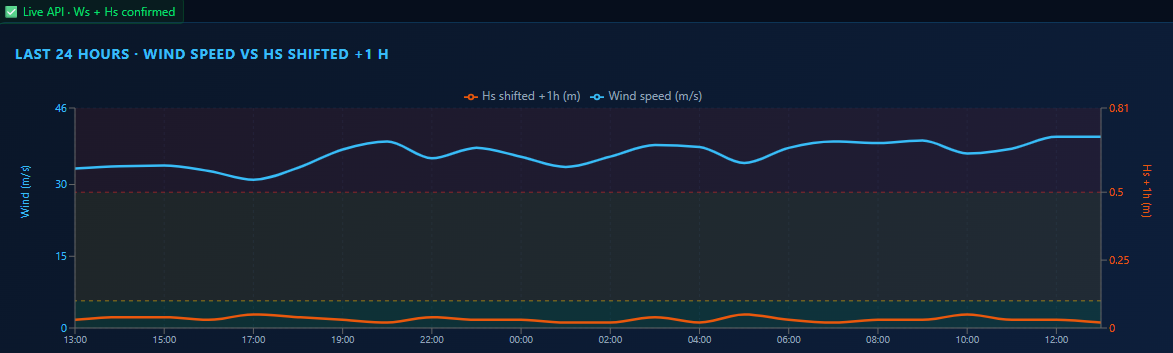 ✅ Live API · Ws + Hs confirmed
LAST 24 HOURS · WIND SPEED VS HS SHIFTED +1 H
Hs shifted +1h (m) Wind speed (m/s)
46
30
15
0
Wind (m/s)
0.81
0.5
0.25
0
Hs +1h (m)
13:00 15:00 17:00 19:00 22:00 00:00 02:00 04:00 06:00 08:00 10:00 12:00